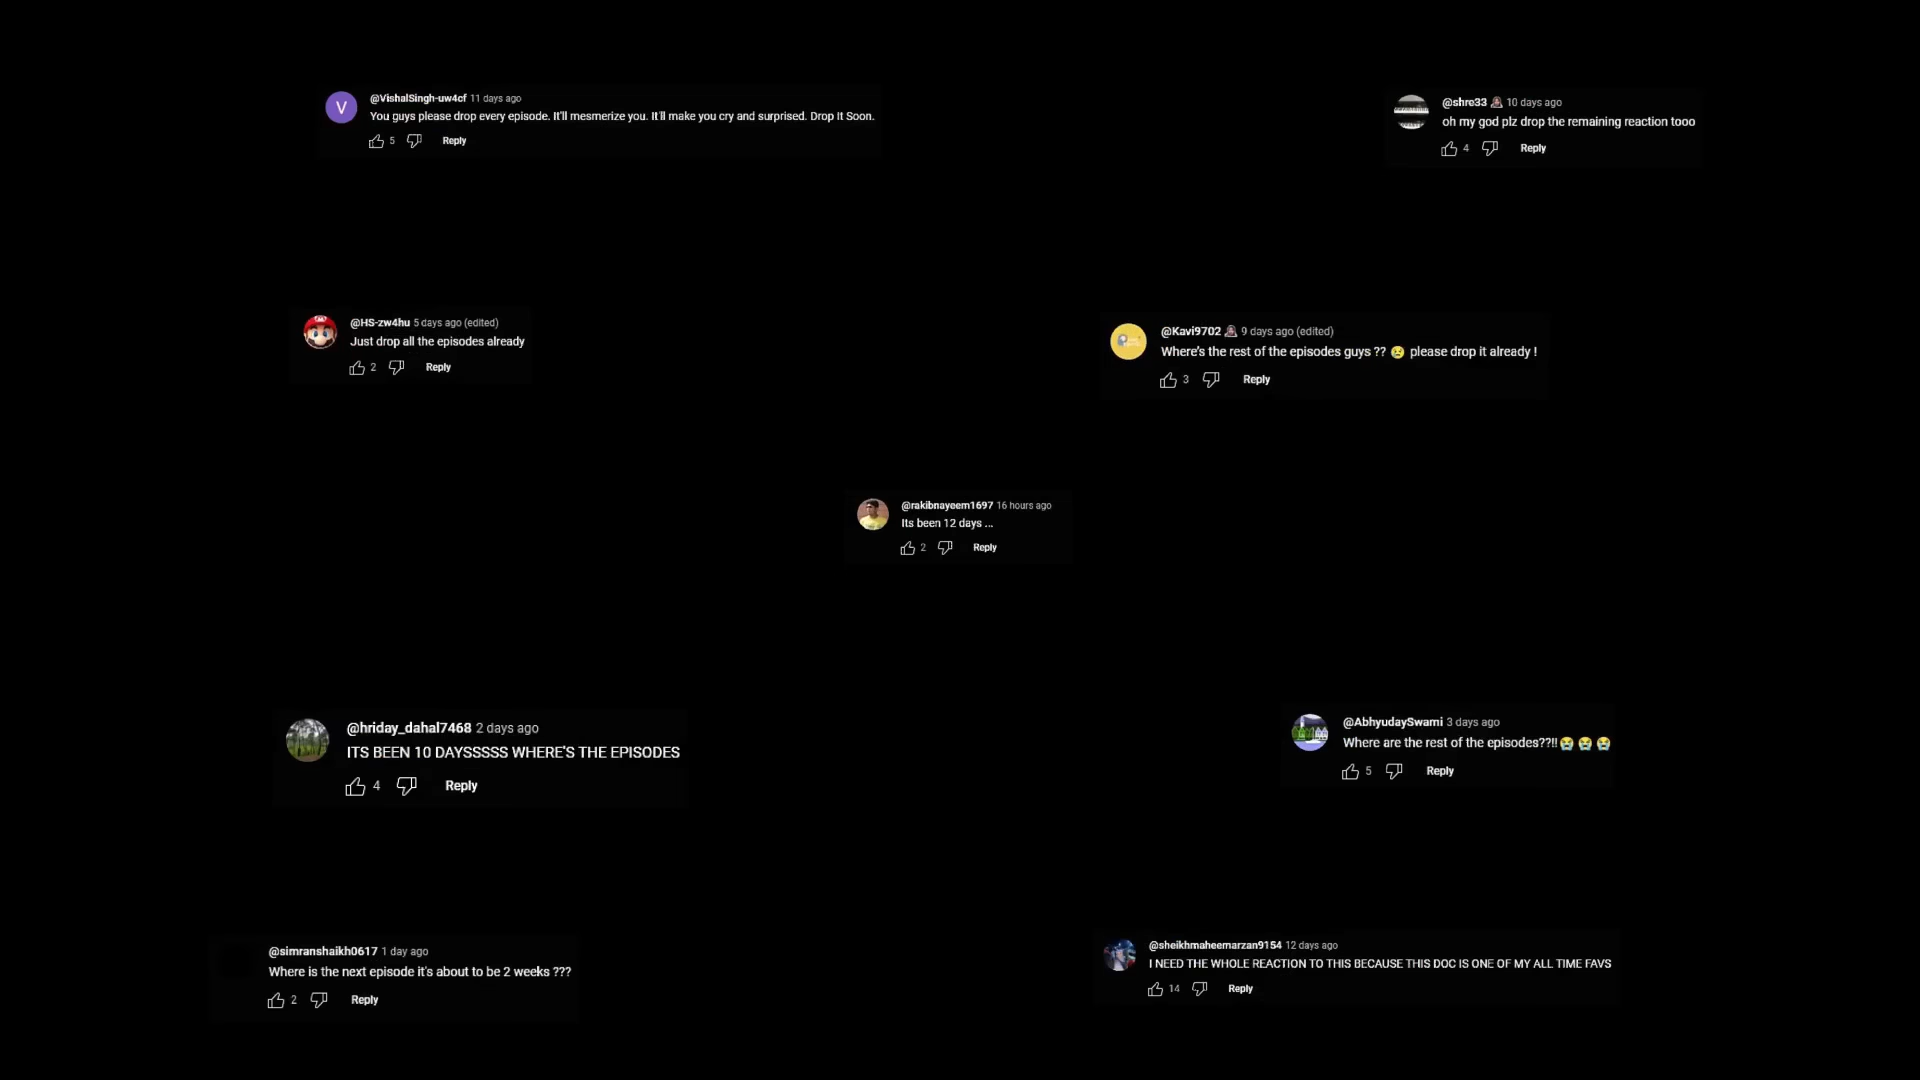 V
@VishalSingh-uw4cf 11 days ago
You guys please drop every episode. It'll mesmerize you. It'll make you cry and surprised. Drop It Soon.
5 Reply
@shre33 10 days ago
oh my god plz drop the remaining reaction tooo
4 Reply
@HS-zw4hu 5 days ago (edited)
Just drop all the episodes already
2 Reply
@Kavi9702 9 days ago (edited)
Where's the rest of the episodes guys ?? 😢 please drop it already !
3 Reply
@rakibnayeem1697 16 hours ago
Its been 12 days ...
2 Reply
@hriday_dahal7468 2 days ago
ITS BEEN 10 DAYSSSSS WHERE'S THE EPISODES
4 Reply
@AbhyudaySwami 3 days ago
Where are the rest of the episodes??!!😭😭😭
5 Reply
@simranshaikh0617 1 day ago
Where is the next episode it's about to be 2 weeks ???
2 Reply
@sheikhmaheemarzan9154 12 days ago
I NEED THE WHOLE REACTION TO THIS BECAUSE THIS DOC IS ONE OF MY ALL TIME FAVS
14 Reply